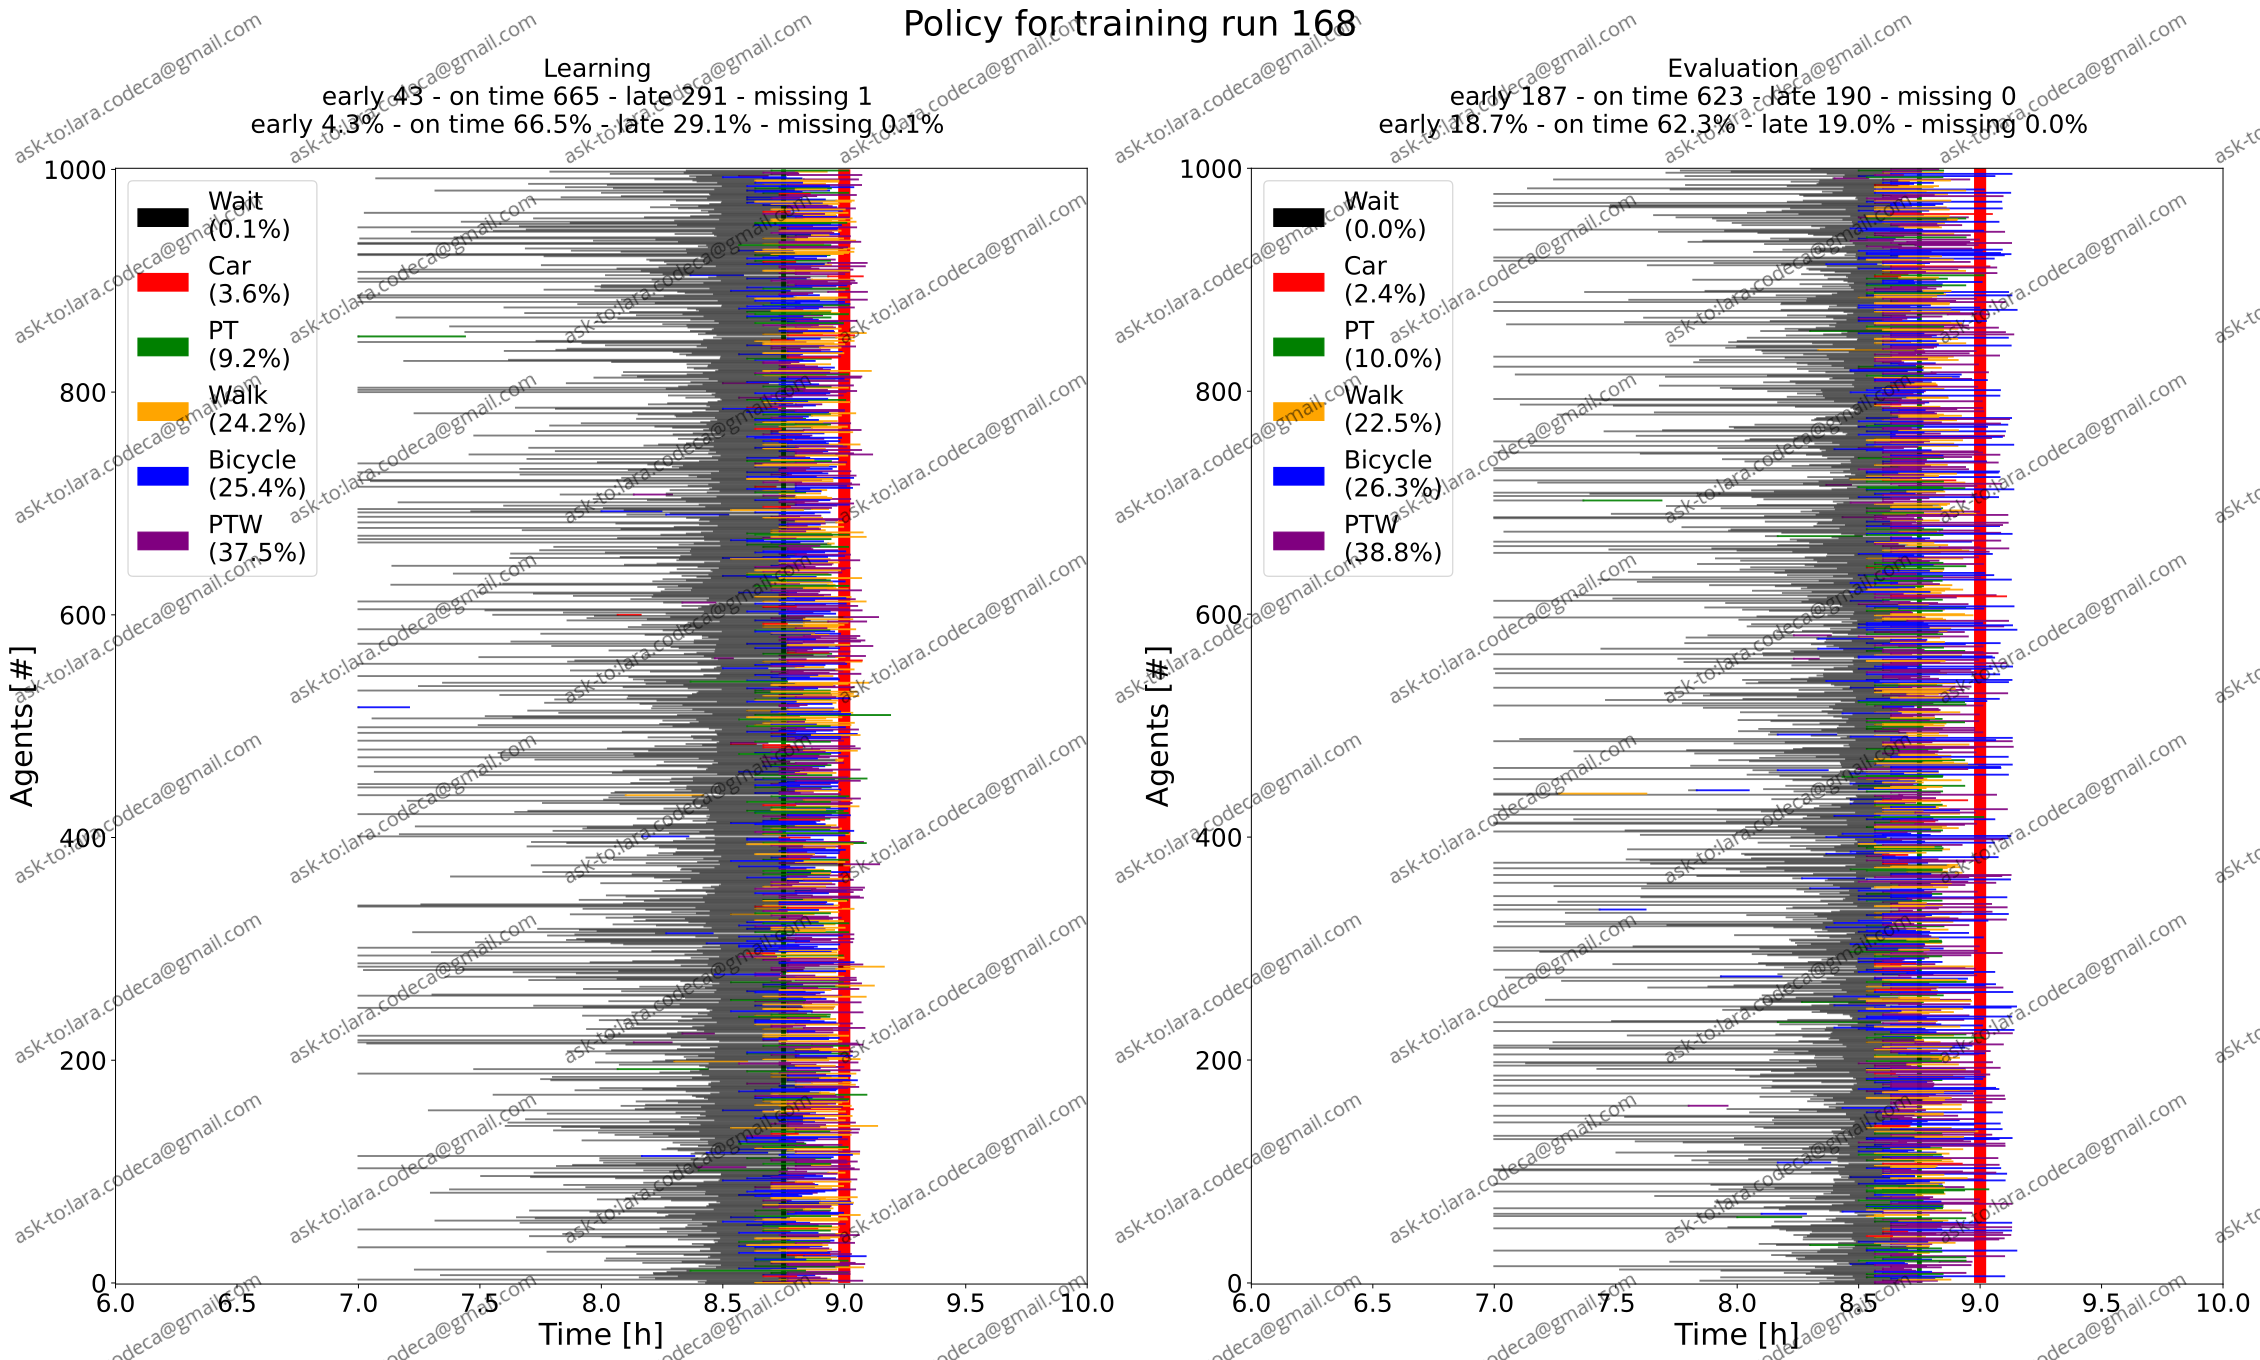 Policy for training run 168
Learning
early 43 - on time 665 - late 291 - missing 1
early 4.3% - on time 66.5% - late 29.1% - missing 0.1%
1000
800
600
400
200
0
Agents [#]
Wait
(0.1%)
Car
(3.6%)
PT
(9.2%)
Walk
(24.2%)
Bicycle
(25.4%)
PTW
(37.5%)
6.0 6.5 7.0 7.5 8.0 8.5 9.0 9.5 10.0
Time [h]
Evaluation
early 187 - on time 623 - late 190 - missing 0
early 18.7% - on time 62.3% - late 19.0% - missing 0.0%
1000
800
600
400
200
0
Agents [#]
Wait
(0.0%)
Car
(2.4%)
PT
(10.0%)
Walk
(22.5%)
Bicycle
(26.3%)
PTW
(38.8%)
6.0 6.5 7.0 7.5 8.0 8.5 9.0 9.5 10.0
Time [h]
ask-to:lara.codeca@gmail.com